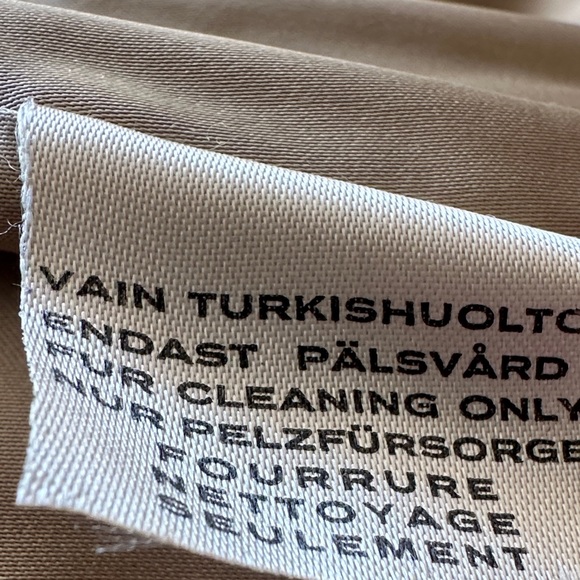 VAIN TURKISHUOLTO
ENDAST PÄLSVÅRD
FUR CLEANING ONLY
NUR PELZFÜRSORGE
FOURRURE
NETTOYAGE
SEULEMENT